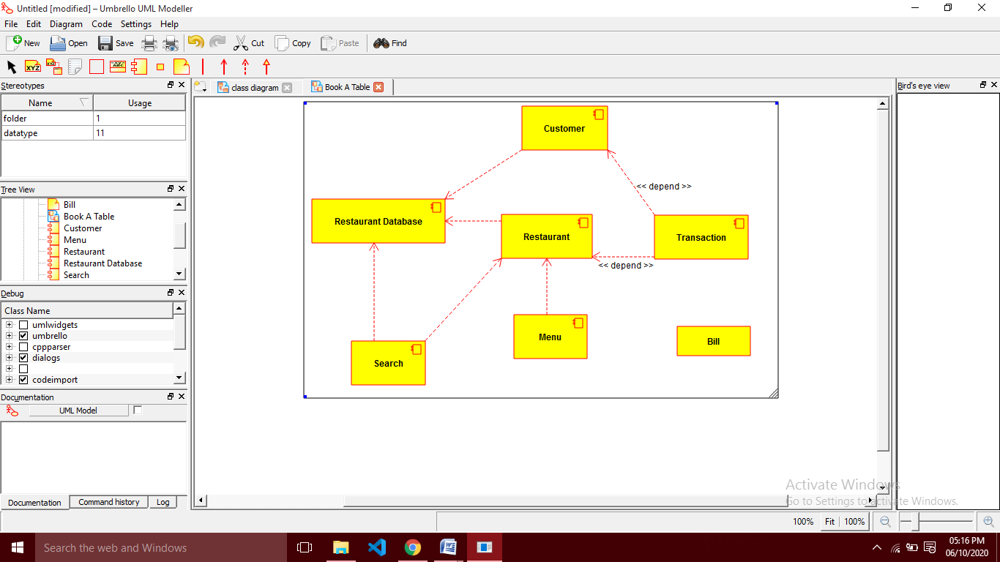 Untitled [modified] – Umbrello UML Modeller
File Edit Diagram Code Settings Help
New Open Save Cut Copy Paste Find
XYZ
Stereotypes
Name Usage
folder 1
datatype 11
Tree View
Bill
Book A Table
Customer
Menu
Restaurant
Restaurant Database
Search
Debug
Class Name
umlwidgets
umbrello
cppparser
dialogs
codeimport
Documentation
UML Model
Documentation Command history Log
class diagram Book A Table
Customer
<< depend >>
Restaurant Database
Restaurant
Transaction
<< depend >>
Menu
Bill
Search
Bird's eye view
Activate Windows
Go to Settings to activate Windows.
100% Fit 100%
Search the web and Windows
05:16 PM
06/10/2020